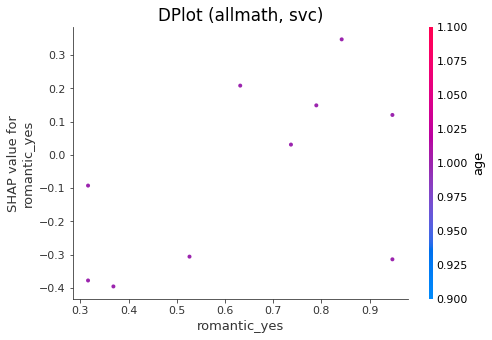 DPlot (allmath, svc)
0.3
0.2
0.1
0.0
−0.1
−0.2
−0.3
−0.4
SHAP value for
romantic_yes
0.3 0.4 0.5 0.6 0.7 0.8 0.9
romantic_yes
1.100
1.075
1.050
1.025
1.000
0.975
0.950
0.925
0.900
age